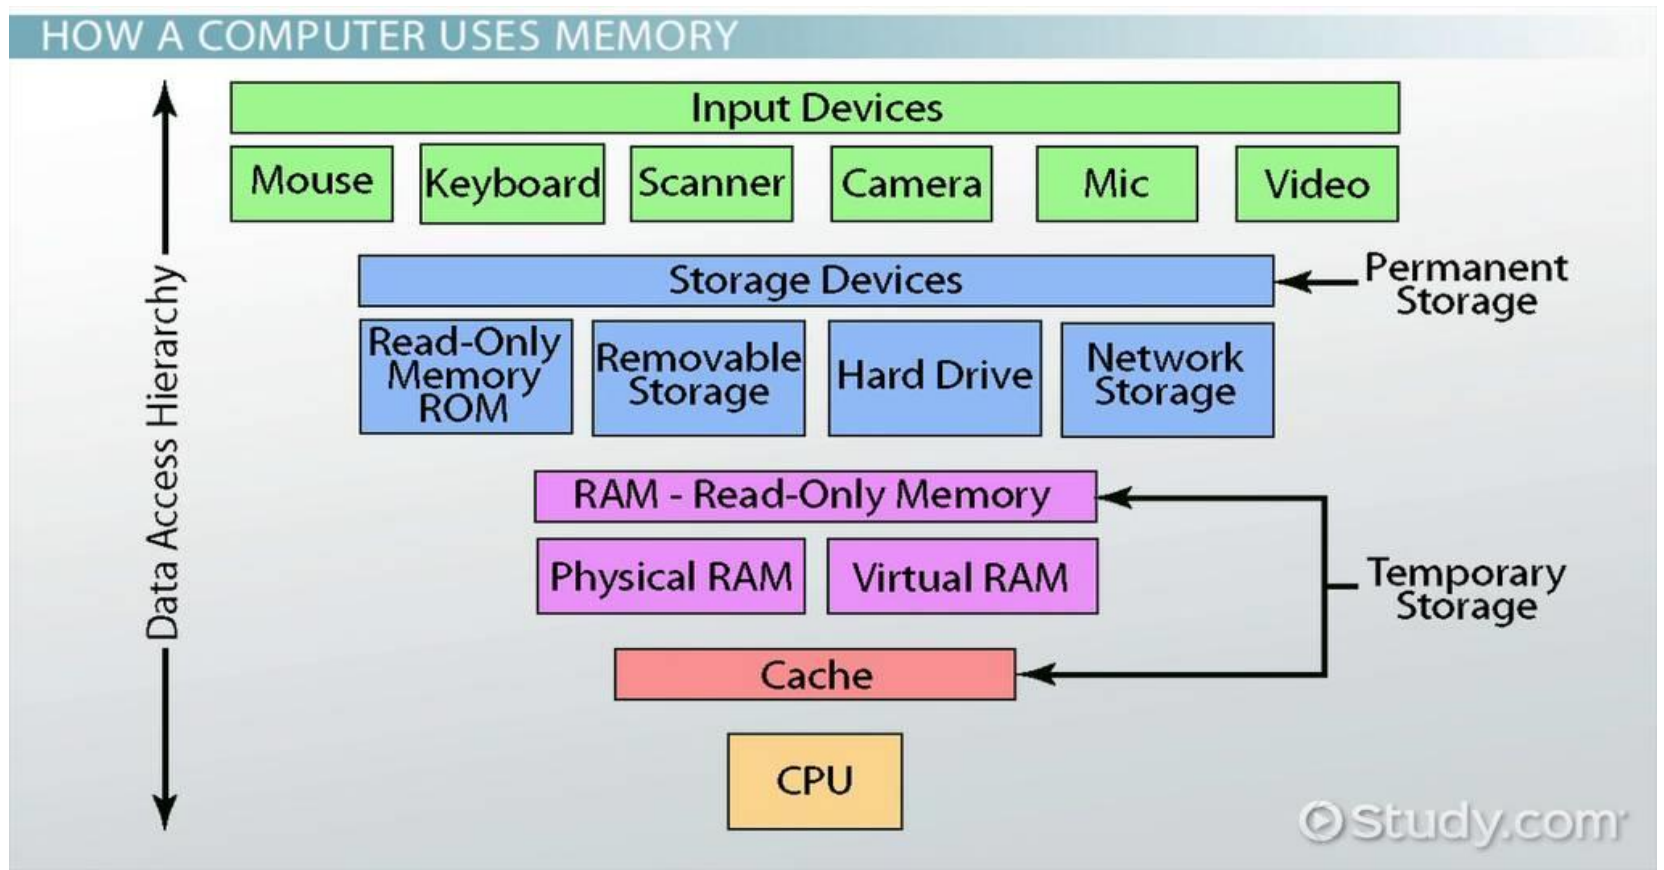 HOW A COMPUTER USES MEMORY
Input Devices
Mouse
Keyboard
Scanner
Camera
Mic
Video
Data Access Hierarchy
Storage Devices
Permanent
Storage
Read-Only
Memory
ROM
Removable
Storage
Hard Drive
Network
Storage
RAM - Read-Only Memory
Physical RAM
Virtual RAM
Temporary
Storage
Cache
CPU
Study.com